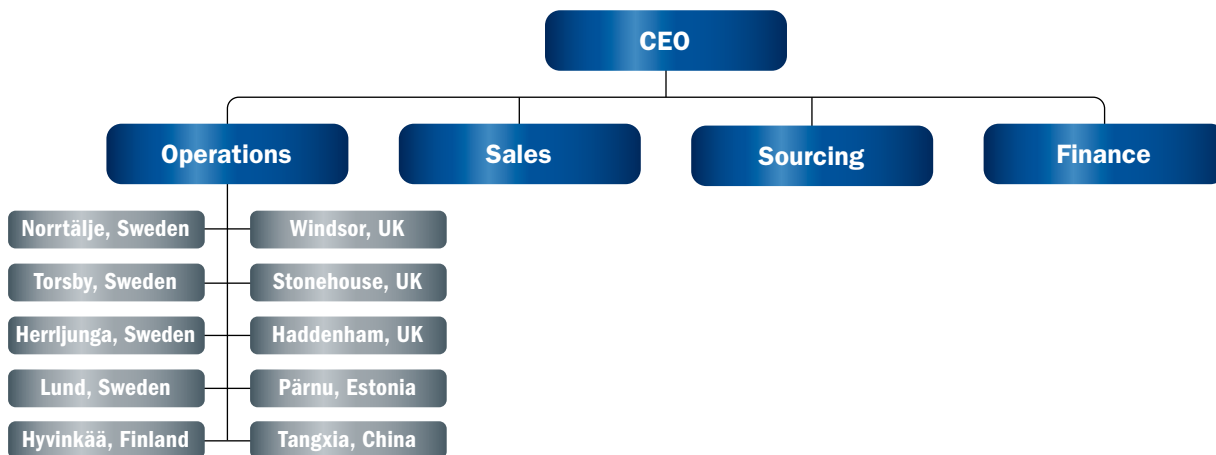 CEO
Operations
Sales
Sourcing
Finance
Norrtälje, Sweden
Windsor, UK
Torsby, Sweden
Stonehouse, UK
Herrljunga, Sweden
Haddenham, UK
Lund, Sweden
Pärnu, Estonia
Hyvinkää, Finland
Tangxia, China